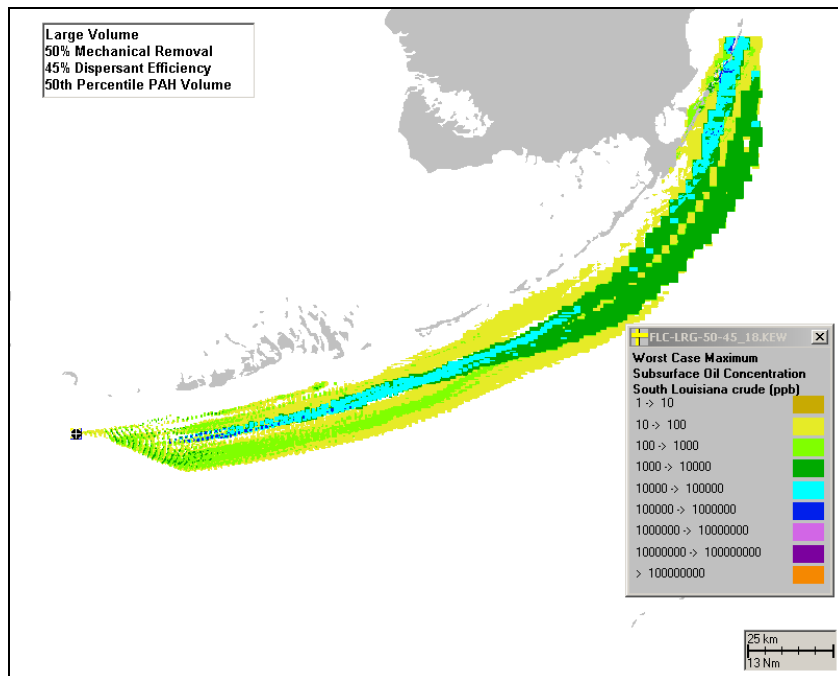 Large Volume
50% Mechanical Removal
45% Dispersant Efficiency
50th Percentile PAH Volume
FLC-LRG-50-45_18.KEW
Worst Case Maximum
Subsurface Oil Concentration
South Louisiana crude (ppb)
1 -> 10
10 -> 100
100 -> 1000
1000 -> 10000
10000 -> 100000
100000 -> 1000000
1000000 -> 10000000
10000000 -> 100000000
> 100000000
25 km
13 Nm